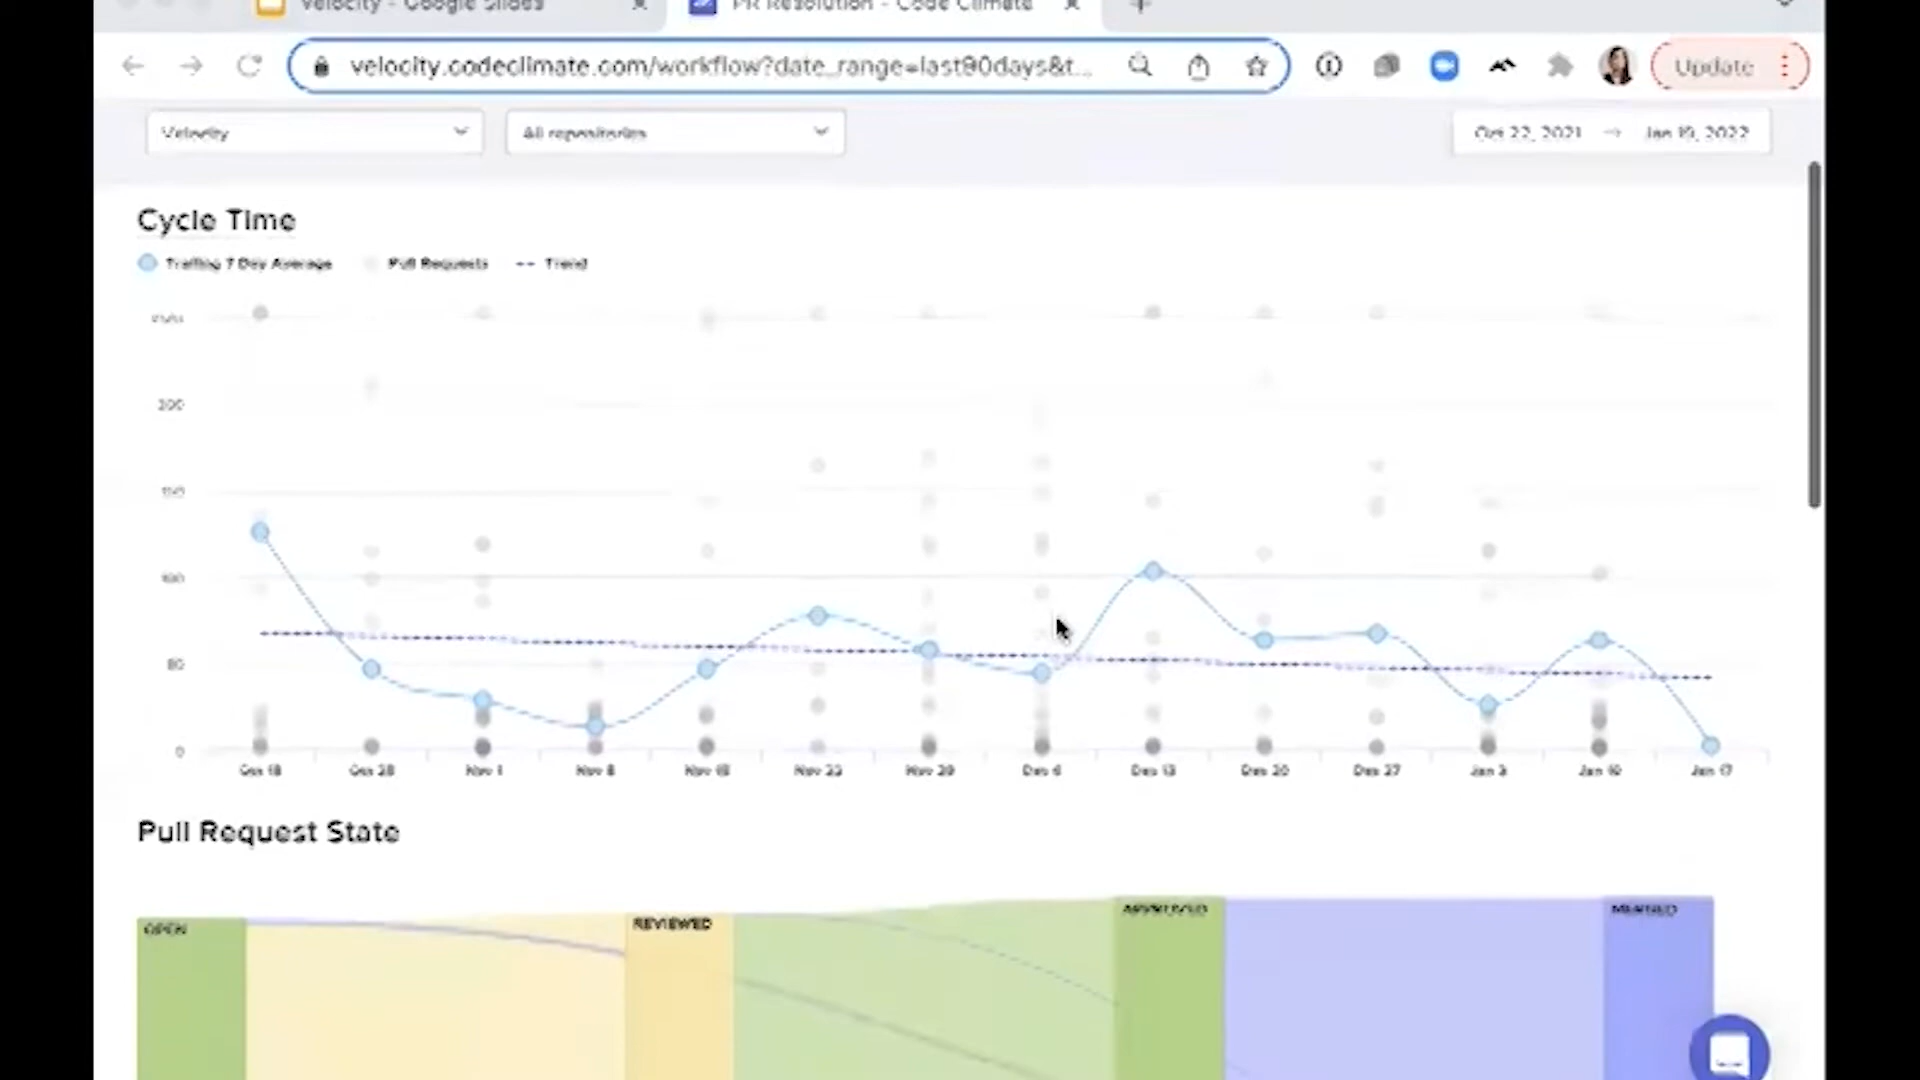 Velocity - Google Slides
PR Resolution - Code Climate
velocity.codeclimate.com/workflow?date_range=last90days&t...
Update
Velocity
All repositories
Oct 22, 2021 → Jan 19, 2022
Cycle Time
Trailing 7 Day Average
Pull Requests
Trend
200
150
100
50
0
Oct 18
Oct 25
Nov 1
Nov 8
Nov 15
Nov 22
Nov 29
Dec 6
Dec 13
Dec 20
Dec 27
Jan 3
Jan 10
Jan 17
Pull Request State
OPEN
REVIEWED
APPROVED
MERGED